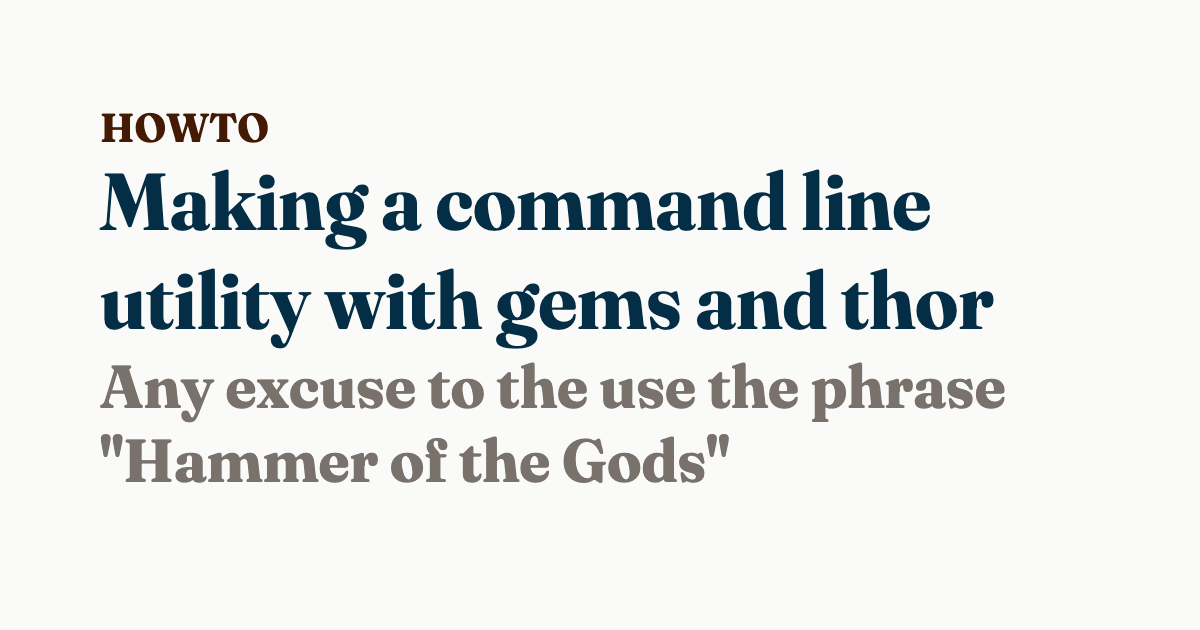 HOWTO
Making a command line
utility with gems and thor
Any excuse to the use the phrase
"Hammer of the Gods"